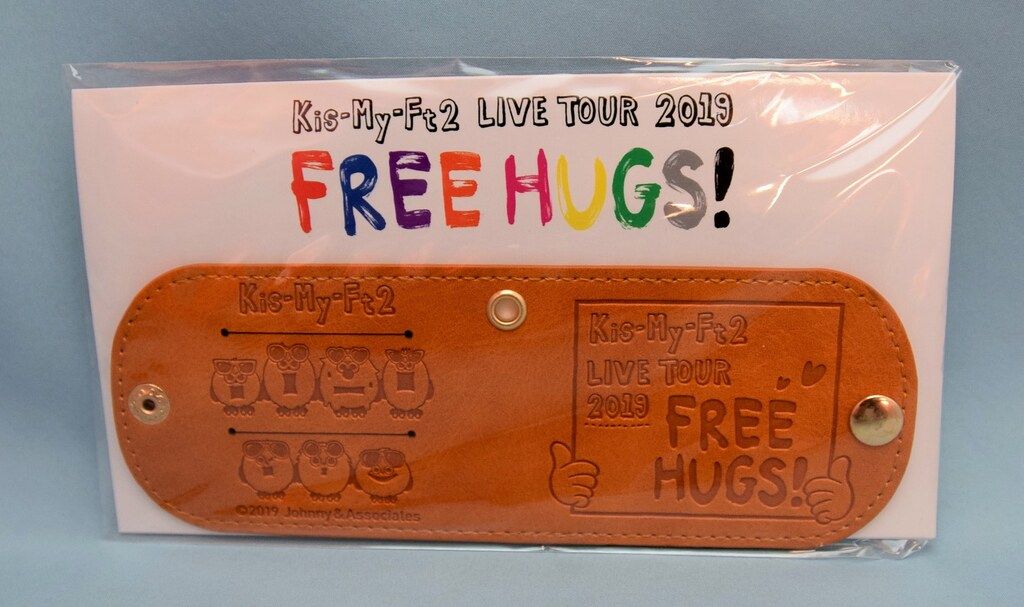 Kis-My-Ft2 LIVE TOUR 2019
FREE HUGS!
Kis-My-Ft2
©2019 Johnny&Associates
Kis-My-Ft2
LIVE TOUR
2019
FREE
HUGS!